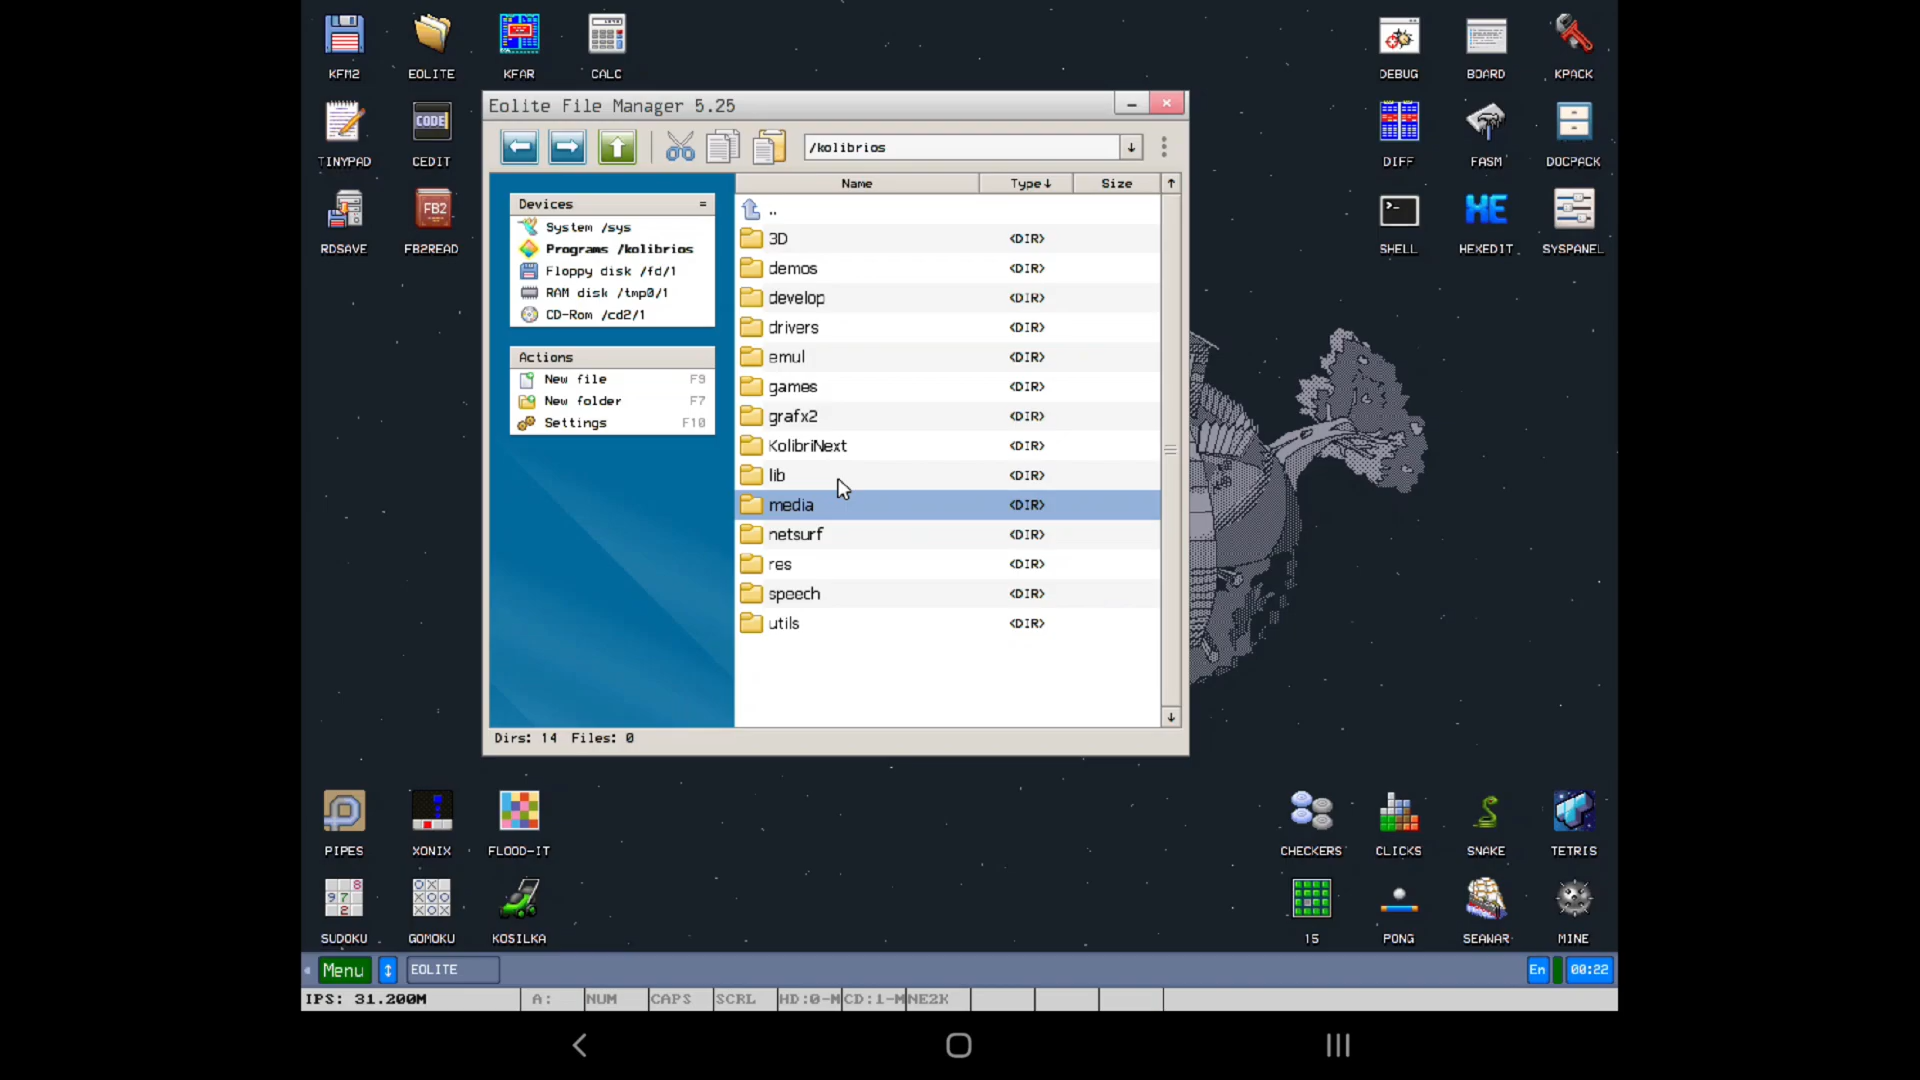 KFM2
EOLITE
KFAR
CALC
DEBUG
BOARD
KPACK
TINYPAD
CODE
CEDIT
DIFF
FASM
DOCPACK
RDSAVE
FB2
FB2READ
SHELL
HE
HEXEDIT
SYSPANEL
Eolite File Manager 5.25
/kolibrios
Devices
System /sys
Programs /kolibrios
Floppy disk /fd/1
RAM disk /tmp0/1
CD-Rom /cd2/1
Actions
New file F9
New folder F7
Settings F10
Name Type↓ Size
..
3D <DIR>
demos <DIR>
develop <DIR>
drivers <DIR>
emul <DIR>
games <DIR>
grafx2 <DIR>
KolibriNext <DIR>
lib <DIR>
media <DIR>
netsurf <DIR>
res <DIR>
speech <DIR>
utils <DIR>
Dirs: 14 Files: 0
PIPES
XONIX
FLOOD-IT
CHECKERS
CLICKS
SNAKE
TETRIS
SUDOKU
GOMOKU
KOSILKA
15
PONG
SEAWAR
MINE
Menu
EOLITE
En
00:22
IPS: 31.200M A: NUM CAPS SCRL HD:0-M CD:1-M NE2K